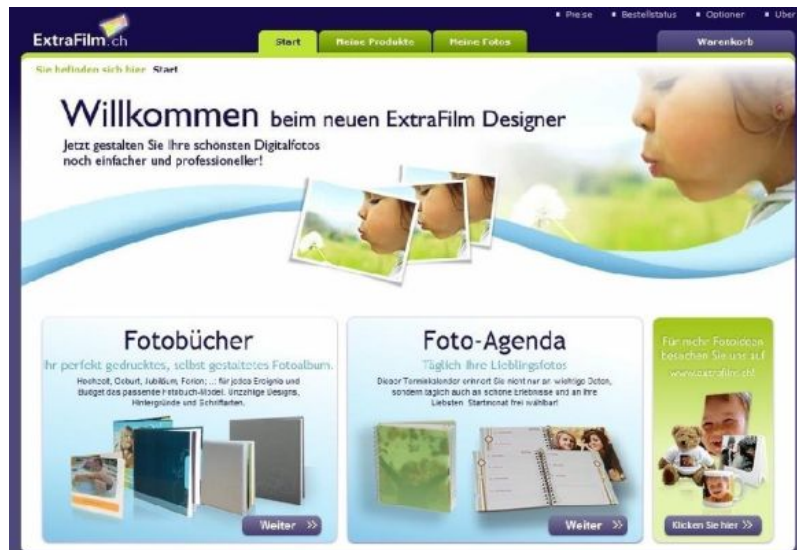 Preise Bestellstatus Optionen Über
ExtraFilm.ch
Start Meine Produkte Meine Fotos Warenkorb
Sie befinden sich hier Start
Willkommen beim neuen ExtraFilm Designer
Jetzt gestalten Sie Ihre schönsten Digitalfotos
noch einfacher und professioneller!
Fotobücher
Ihr perfekt gedrucktes, selbst gestaltetes Fotoalbum.
Hochzeit, Geburt, Jubiläum, Ferien; ...: für jedes Ereignis und
Budget das passende Fotobuch-Model. Unzählige Designs,
Hintergründe und Schriftarten.
Weiter >>
Foto-Agenda
Täglich Ihre Lieblingsfotos
Dieser Terminkalender erinnert Sie nicht nur an wichtige Daten,
sondern täglich auch an schöne Erlebnisse und an Ihre
Liebsten. Startmonat frei wählbar!
Weiter >>
Für mehr Fotoideen
besuchen Sie uns auf
www.extrafilm.ch!
Klicken Sie hier >>